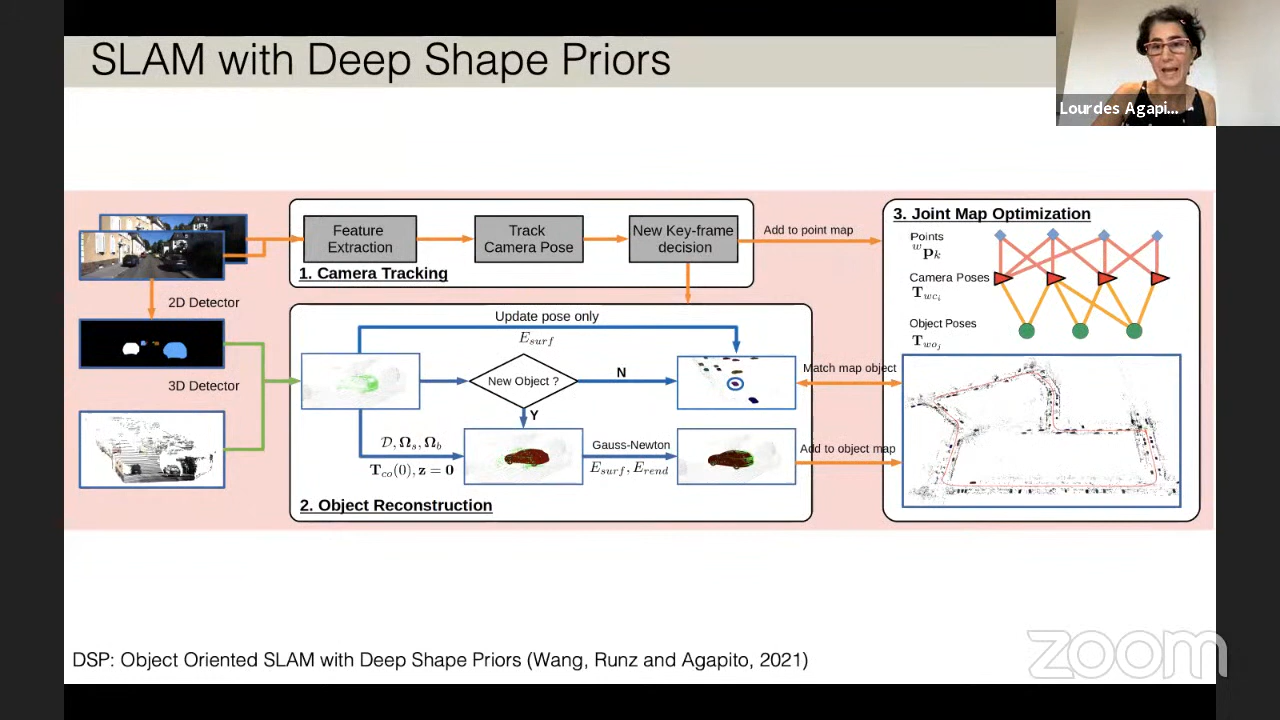 SLAM with Deep Shape Priors
Lourdes Agapi...
Feature
Extraction
Track
Camera Pose
New Key-frame
decision
Add to point map
1. Camera Tracking
2D Detector
3D Detector
Update pose only
E_surf
New Object ?
N
Y
𝒟, Ω_s, Ω_b
T_co(0), z = 0
Gauss-Newton
E_surf, E_rend
2. Object Reconstruction
Match map object
Add to object map
3. Joint Map Optimization
Points
^w p_k
Camera Poses
T_wc_i
Object Poses
T_wo_j
DSP: Object Oriented SLAM with Deep Shape Priors (Wang, Runz and Agapito, 2021)
zoom